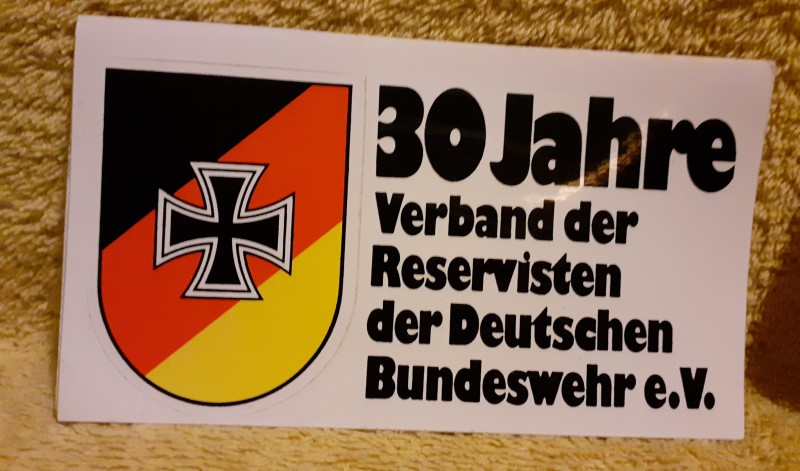 30 Jahre
Verband der
Reservisten
der Deutschen
Bundeswehr e.V.